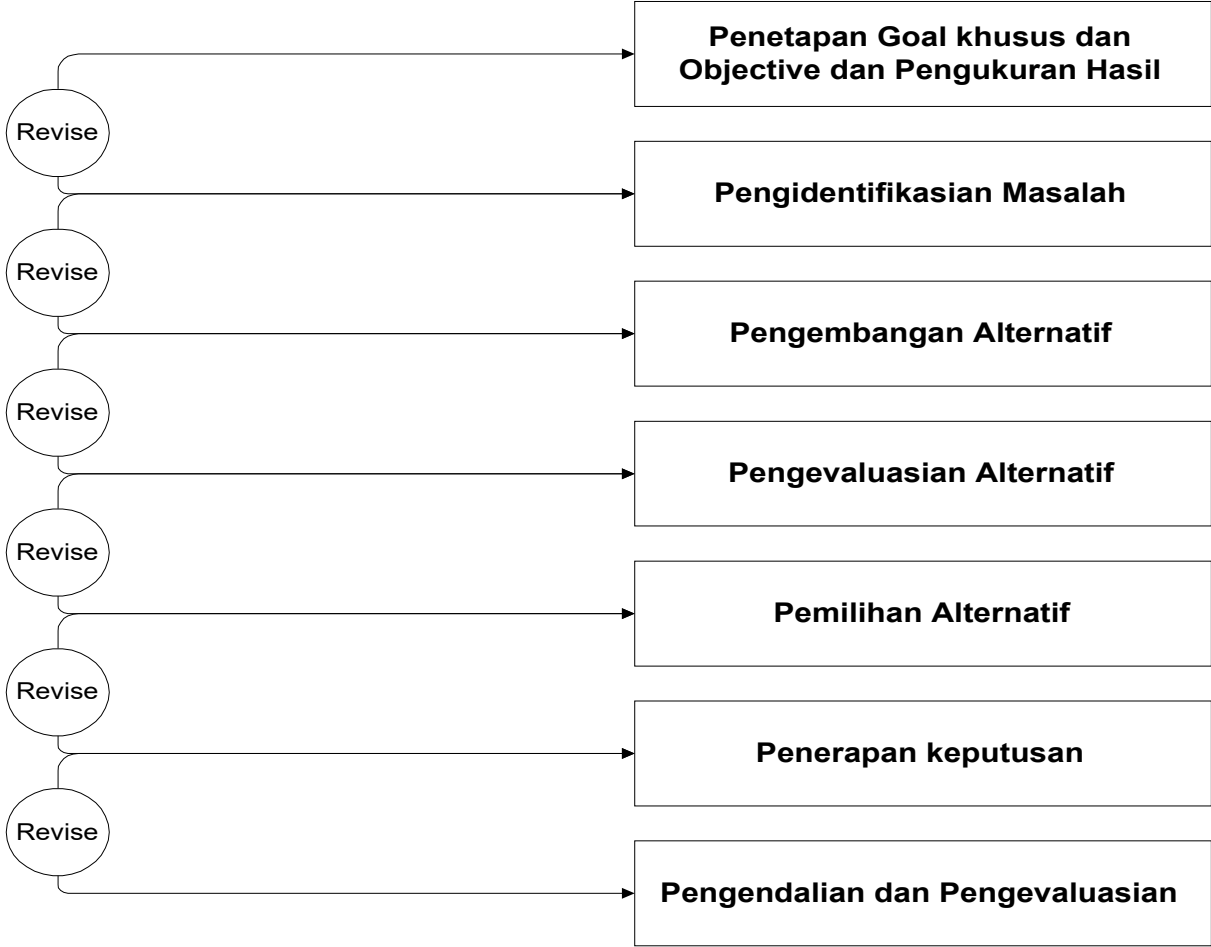 Penetapan Goal khusus dan
Objective dan Pengukuran Hasil
Revise
Pengidentifikasian Masalah
Revise
Pengembangan Alternatif
Revise
Pengevaluasian Alternatif
Revise
Pemilihan Alternatif
Revise
Penerapan keputusan
Revise
Pengendalian dan Pengevaluasian